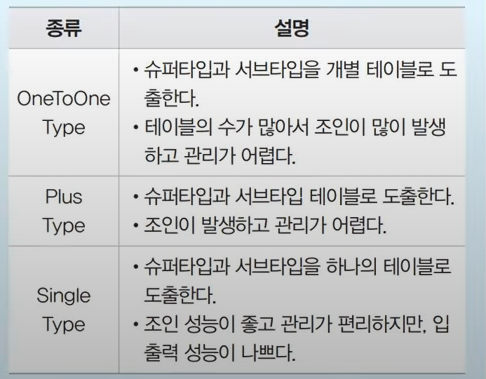 종류
설명
OneToOne
Type
• 슈퍼타입과 서브타입을 개별 테이블로 도
출한다.
• 테이블의 수가 많아서 조인이 많이 발생
하고 관리가 어렵다.
Plus
Type
• 슈퍼타입과 서브타입 테이블로 도출한다.
• 조인이 발생하고 관리가 어렵다.
Single
Type
• 슈퍼타입과 서브타입을 하나의 테이블로
도출한다.
• 조인 성능이 좋고 관리가 편리하지만, 입
출력 성능이 나쁘다.